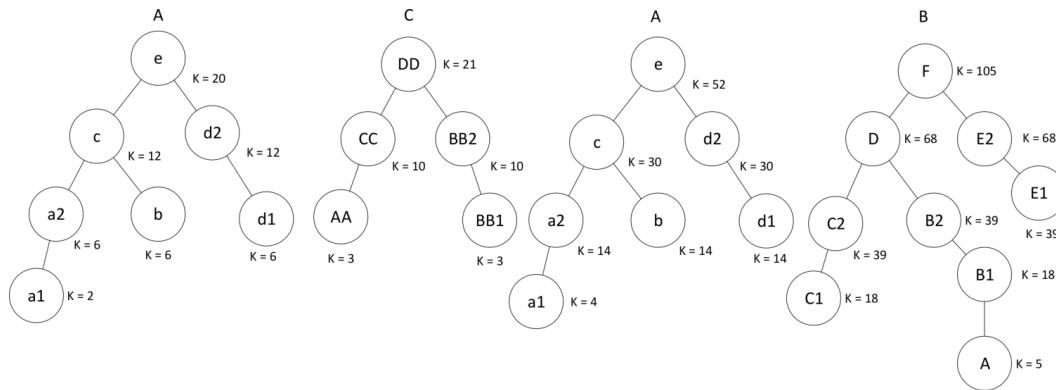 A
e
K = 20
c
K = 12
d2
K = 12
a2
K = 6
b
K = 6
d1
K = 6
a1
K = 2
C
DD
K = 21
CC
K = 10
BB2
K = 10
AA
K = 3
BB1
K = 3
A
e
K = 52
c
K = 30
d2
K = 30
a2
K = 14
b
K = 14
d1
K = 14
a1
K = 4
B
F
K = 105
D
K = 68
E2
K = 68
E1
K = 39
C2
K = 39
B2
K = 39
C1
K = 18
B1
K = 18
A
K = 5